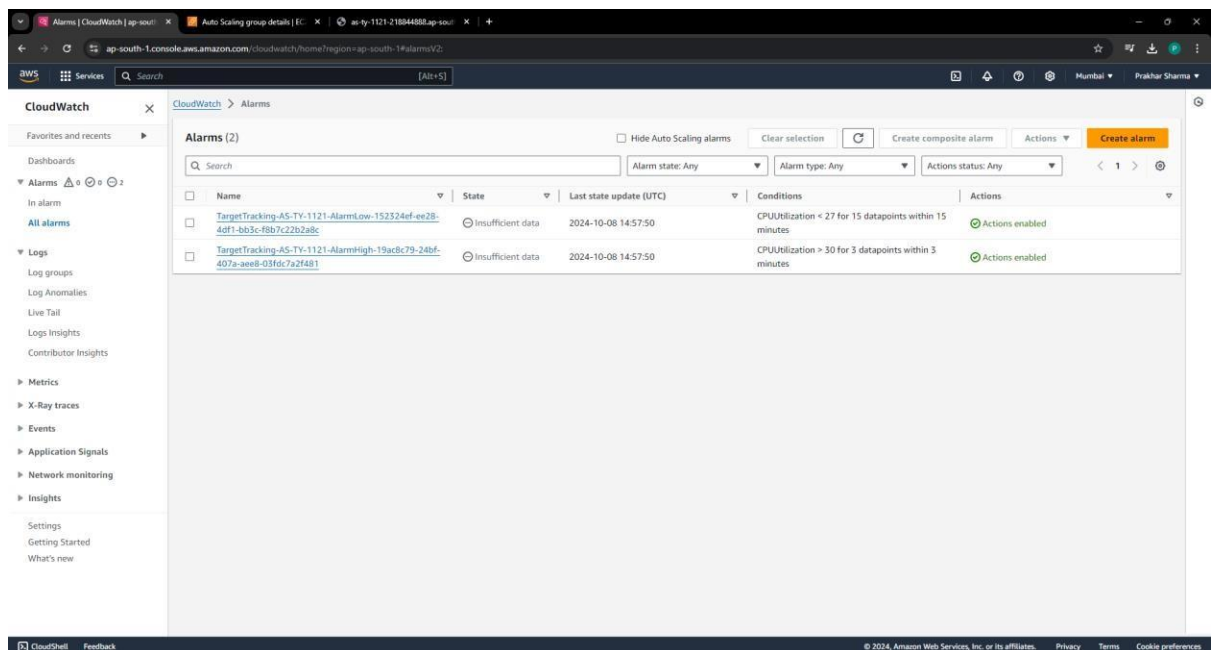 Alarms | CloudWatch | ap-sout
Auto Scaling group details | EC
as-ty-1121-218844888.ap-sout
ap-south-1.console.aws.amazon.com/cloudwatch/home?region=ap-south-1#alarmsV2:
aws
Services
Search
[Alt+S]
Mumbai
Prakhar Sharma
CloudWatch
Favorites and recents
Dashboards
Alarms 0 0 2
In alarm
All alarms
Logs
Log groups
Log Anomalies
Live Tail
Logs Insights
Contributor Insights
Metrics
X-Ray traces
Events
Application Signals
Network monitoring
Insights
Settings
Getting Started
What's new
CloudWatch > Alarms
Alarms (2)
Hide Auto Scaling alarms
Clear selection
Create composite alarm
Actions
Create alarm
Search
Alarm state: Any
Alarm type: Any
Actions status: Any
1
Name State Last state update (UTC) Conditions Actions
TargetTracking-AS-TY-1121-AlarmLow-152324ef-ee28-
4df1-bb3c-f8b7c22b2a8c
Insufficient data
2024-10-08 14:57:50
CPUUtilization < 27 for 15 datapoints within 15
minutes
Actions enabled
TargetTracking-AS-TY-1121-AlarmHigh-19ac8c79-24bf-
407a-aee8-03fdc7a2f481
Insufficient data
2024-10-08 14:57:50
CPUUtilization > 30 for 3 datapoints within 3
minutes
Actions enabled
CloudShell Feedback
© 2024, Amazon Web Services, Inc. or its affiliates. Privacy Terms Cookie preferences